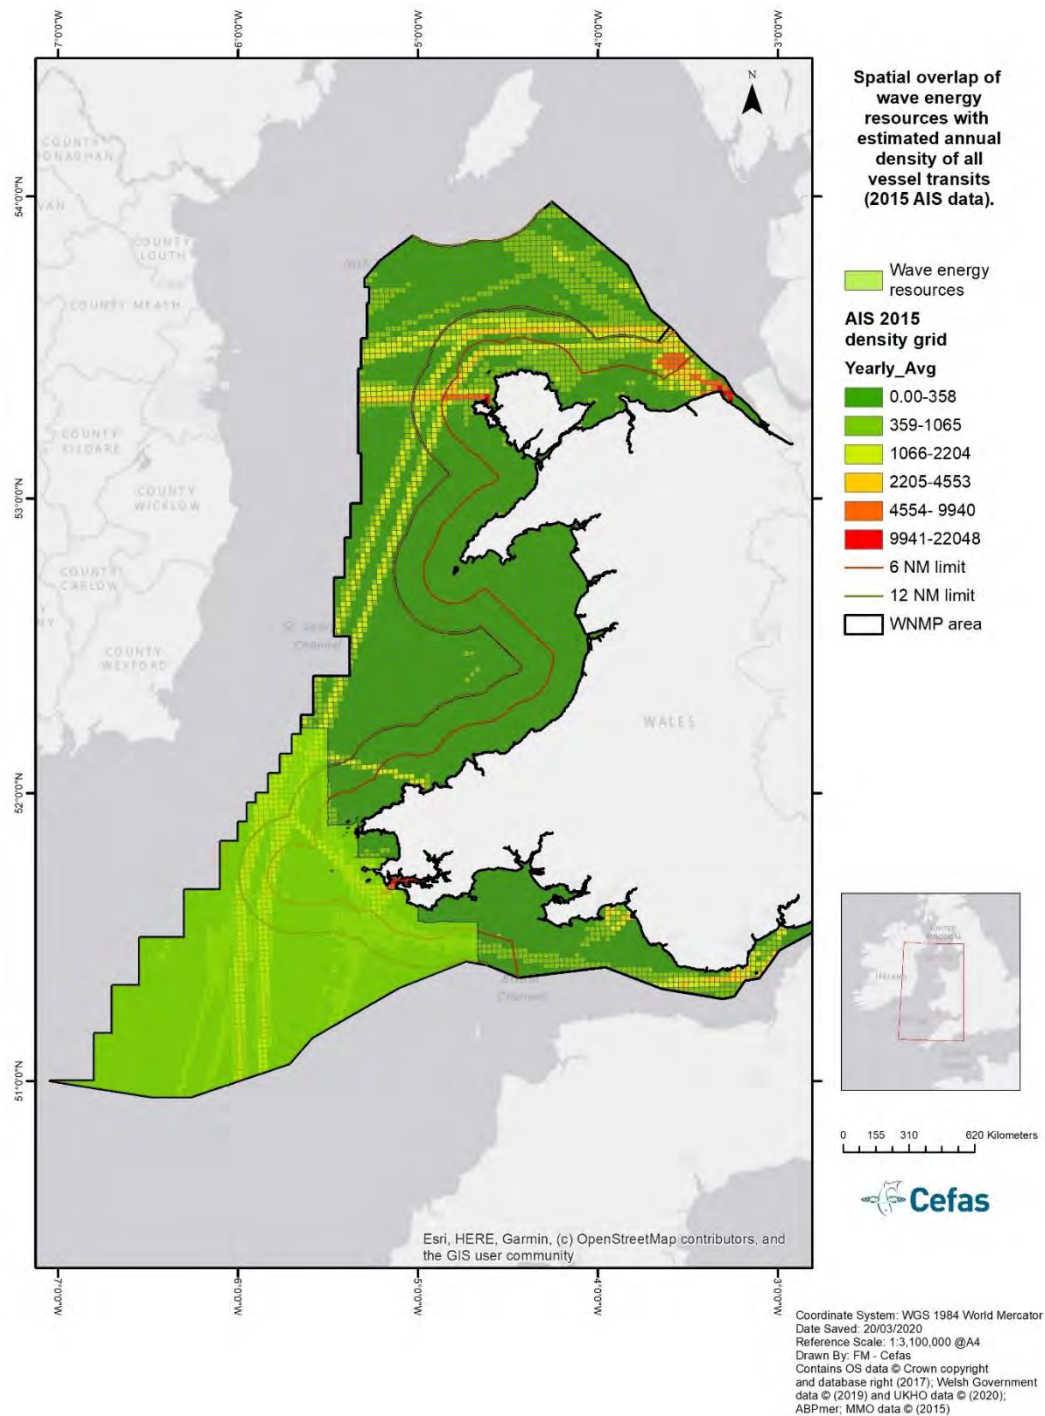 7°0'0"W
6°0'0"W
5°0'0"W
4°0'0"W
3°0'0"W
54°0'0"N
53°0'0"N
52°0'0"N
51°0'0"N
N
COUNTY
COUNTY
LOUTH
COUNTY MEATH
COUNTY
KILDARE
COUNTY
WICKLOW
COUNTY
CARLOW
COUNTY
WEXFORD
Channel
WALES
Channel
Esri, HERE, Garmin, (c) OpenStreetMap contributors, and
the GIS user community
7°0'0"W
6°0'0"W
5°0'0"W
4°0'0"W
3°0'0"W
Spatial overlap of
wave energy
resources with
estimated annual
density of all
vessel transits
(2015 AIS data).
Wave energy
resources
AIS 2015
density grid
Yearly_Avg
0.00-358
359-1065
1066-2204
2205-4553
4554- 9940
9941-22048
6 NM limit
12 NM limit
WNMP area
UNITED
KINGDOM
0 155 310 620 Kilometers
Cefas
Coordinate System: WGS 1984 World Mercator
Date Saved: 20/03/2020
Reference Scale: 1:3,100,000 @A4
Drawn By: FM - Cefas
Contains OS data © Crown copyright
and database right (2017); Welsh Government
data © (2019) and UKHO data © (2020);
ABPmer; MMO data © (2015)